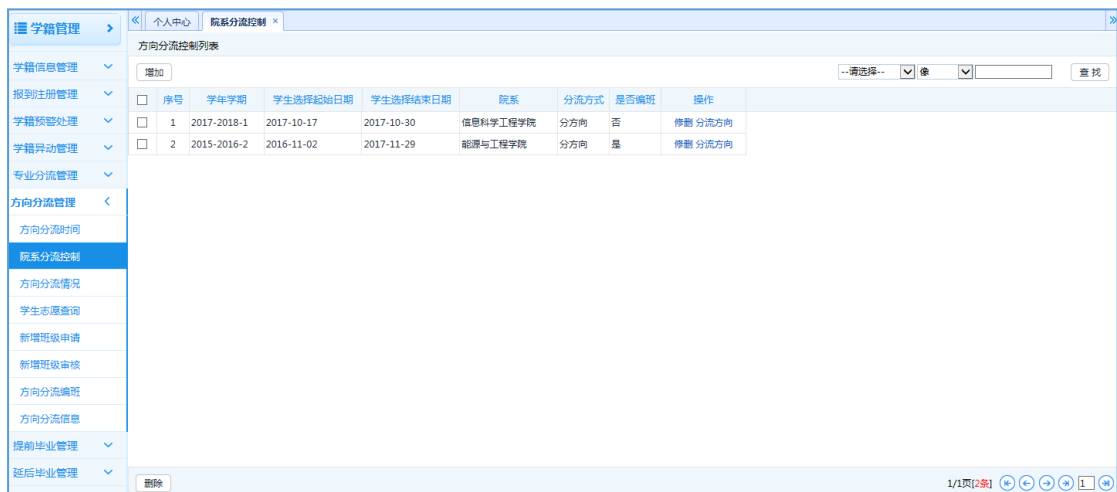 学籍管理
个人中心 院系分流控制 ×
方向分流控制列表
增加 --请选择-- 像 查找
序号 学年学期 学生选择起始日期 学生选择结束日期 院系 分流方式 是否编班 操作
1 2017-2018-1 2017-10-17 2017-10-30 信息科学工程学院 分方向 否 修删 分流方向
2 2015-2016-2 2016-11-02 2017-11-29 能源与工程学院 分方向 是 修删 分流方向
学籍信息管理
报到注册管理
学籍预警处理
学籍异动管理
专业分流管理
方向分流管理
方向分流时间
院系分流控制
方向分流情况
学生志愿查询
新增班级申请
新增班级审核
方向分流编班
方向分流信息
提前毕业管理
延后毕业管理
删除 1/1页[2条] 1